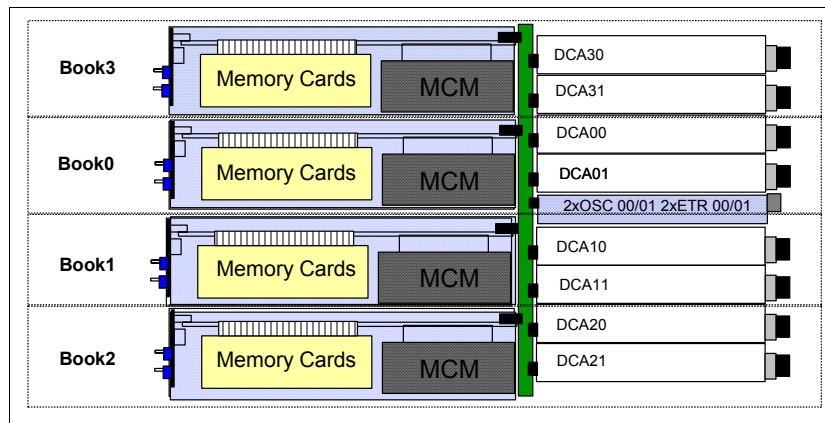 Book3
Memory Cards
MCM
DCA30
DCA31
Book0
Memory Cards
MCM
DCA00
DCA01
2xOSC 00/01 2xETR 00/01
Book1
Memory Cards
MCM
DCA10
DCA11
Book2
Memory Cards
MCM
DCA20
DCA21